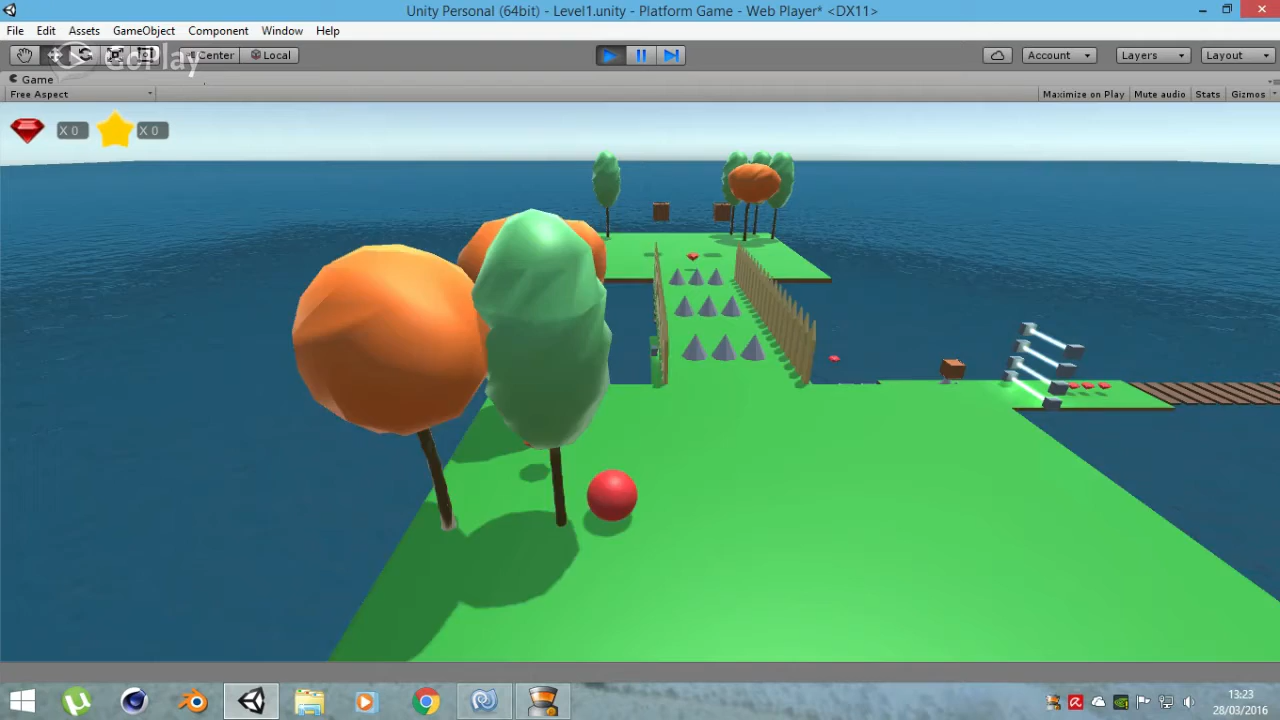 Unity Personal (64bit) - Level1.unity - Platform Game - Web Player* <DX11>
File Edit Assets GameObject Component Window Help
GoPlay Center Local Account Layers Layout
Game
Free Aspect Maximize on Play Mute audio Stats Gizmos
X 0 X 0
13:23
28/03/2016